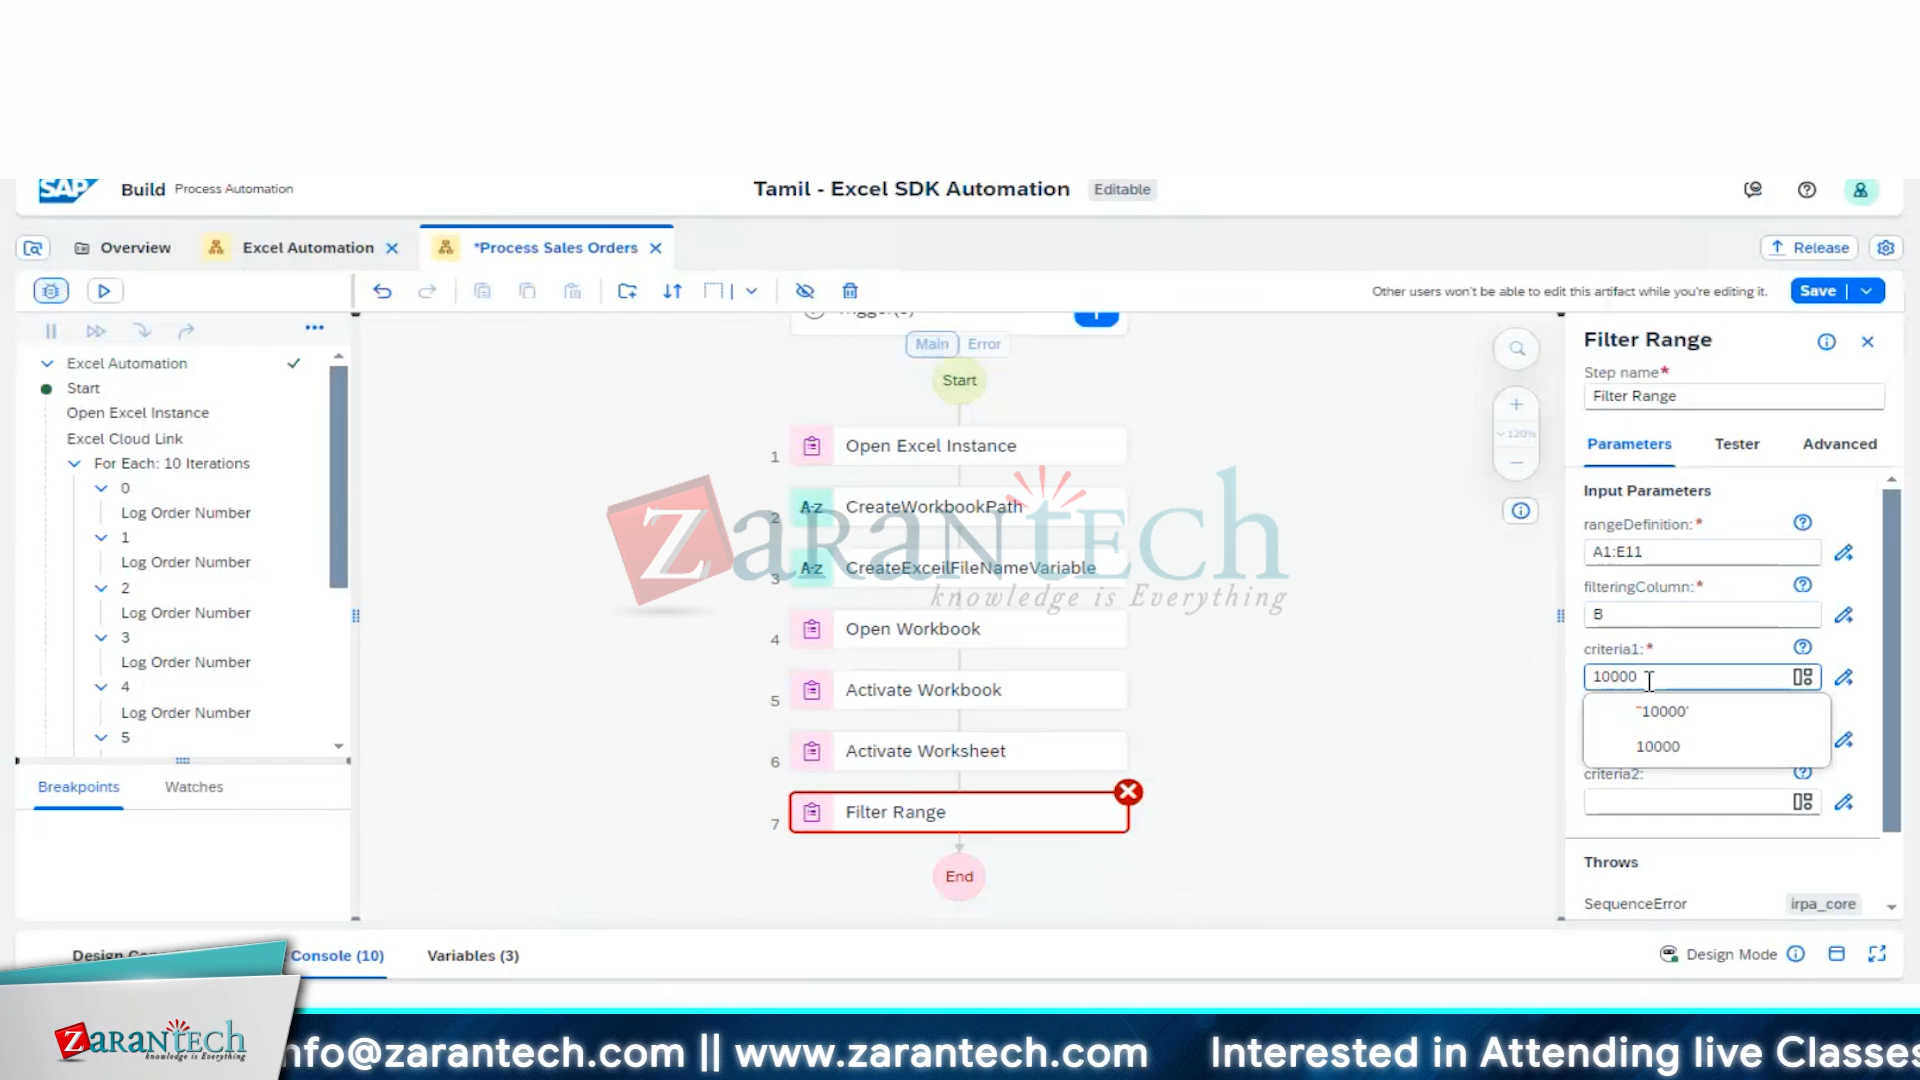 SAP Build Process Automation
Tamil - Excel SDK Automation Editable
Overview
Excel Automation
*Process Sales Orders
Release
Other users won't be able to edit this artifact while you're editing it.
Save
Excel Automation
Start
Open Excel Instance
Excel Cloud Link
For Each: 10 Iterations
0
Log Order Number
1
Log Order Number
2
Log Order Number
3
Log Order Number
4
Log Order Number
5
Breakpoints Watches
Main Error
Start
1 Open Excel Instance
2 A-z CreateWorkbookPath
3 A-z CreateExceilFileNameVariable
4 Open Workbook
5 Activate Workbook
6 Activate Worksheet
7 Filter Range
End
ZaranTech
knowledge is Everything
120%
Filter Range
Step name*
Filter Range
Parameters Tester Advanced
Input Parameters
rangeDefinition: *
A1:E11
filteringColumn: *
B
criteria1: *
10000
"10000'
10000
criteria2:
Throws
SequenceError irpa_core
Console (10) Variables (3)
Design Mode
ZaranTech
knowledge is Everything
nfo@zarantech.com || www.zarantech.com Interested in Attending live Classes